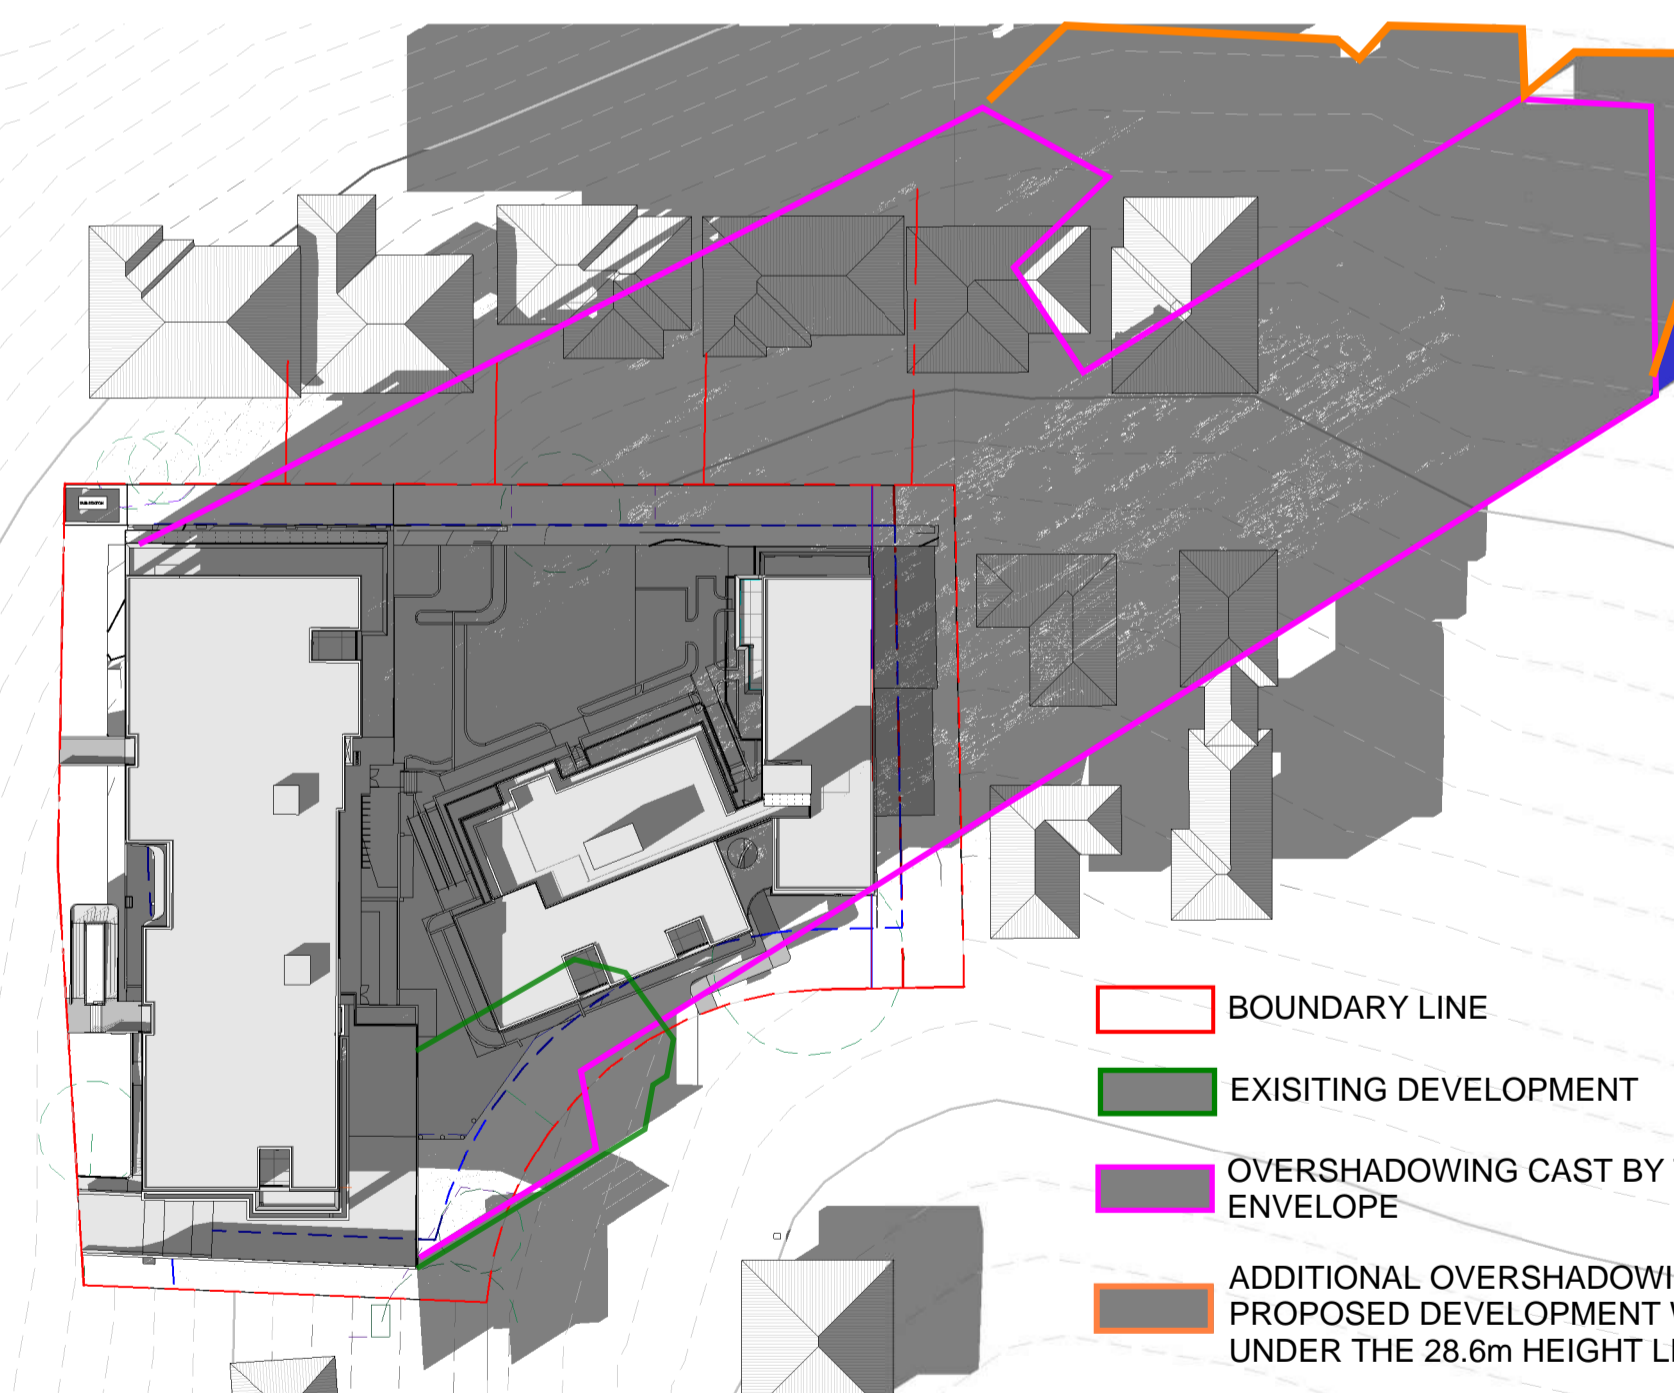 BOUNDARY LINE
EXISITING DEVELOPMENT
OVERSHADOWING CAST BY
ENVELOPE
ADDITIONAL OVERSHADOWI
PROPOSED DEVELOPMENT
UNDER THE 28.6m HEIGHT